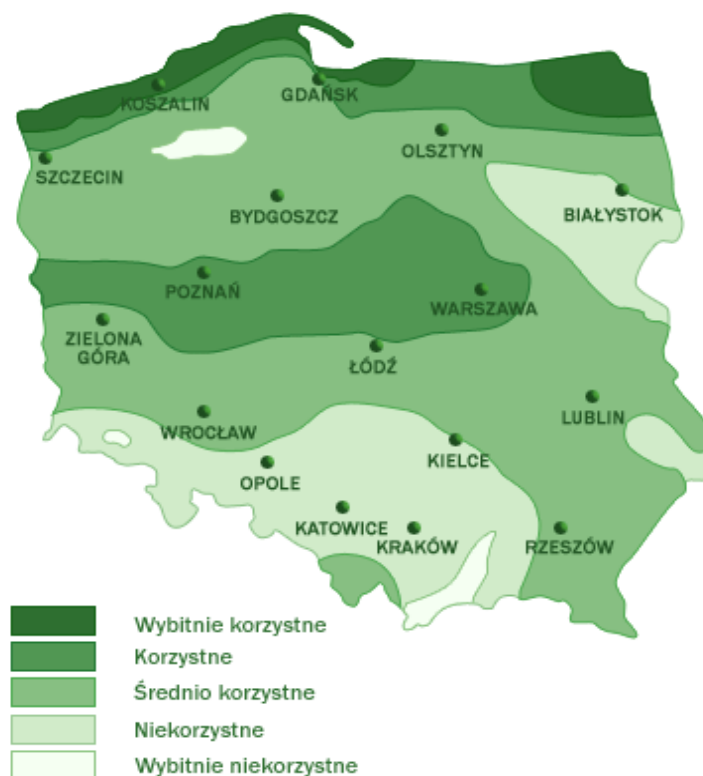 KOSZALIN
GDAŃSK
OLSZTYN
SZCZECIN
BYDGOSZCZ
BIAŁYSTOK
POZNAŃ
WARSZAWA
ZIELONA
GÓRA
ŁÓDŹ
LUBLIN
WROCŁAW
KIELCE
OPOLE
KATOWICE
KRAKÓW
RZESZÓW
Wybitnie korzystne
Korzystne
Średnio korzystne
Niekorzystne
Wybitnie niekorzystne